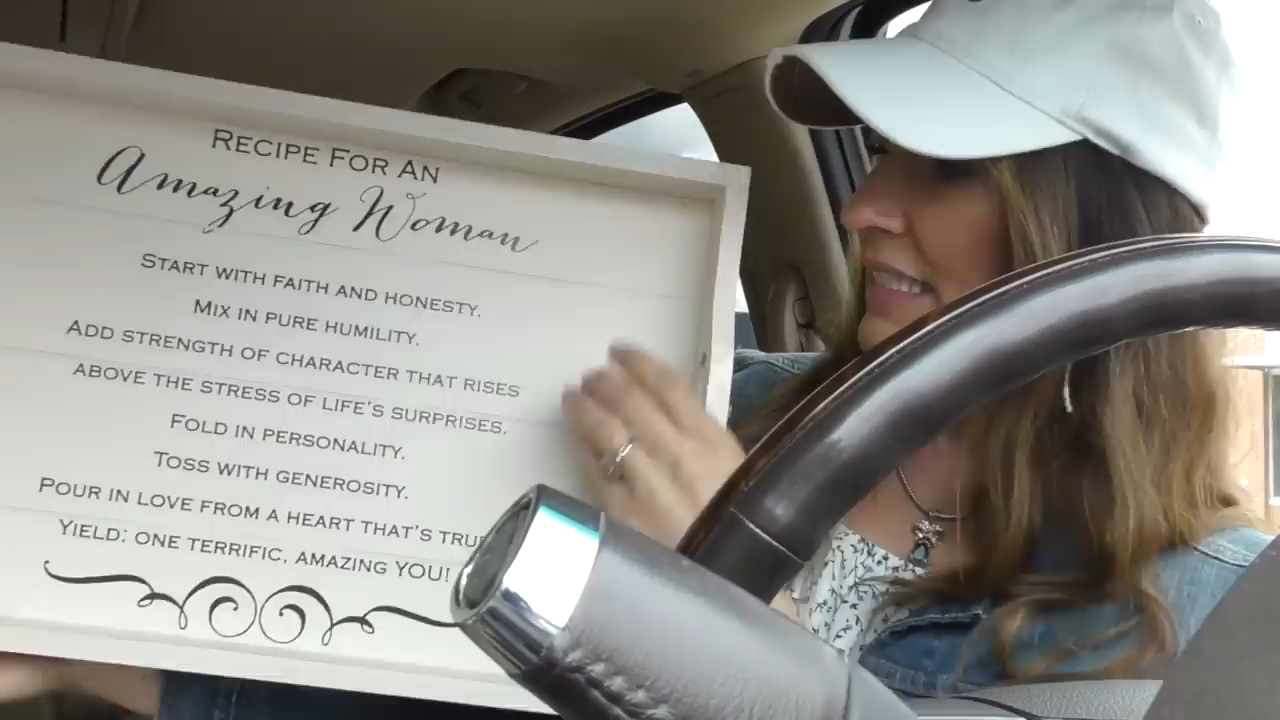 RECIPE FOR AN
Amazing Woman
START WITH FAITH AND HONESTY.
MIX IN PURE HUMILITY.
ADD STRENGTH OF CHARACTER THAT RISES
ABOVE THE STRESS OF LIFE'S SURPRISES.
FOLD IN PERSONALITY.
TOSS WITH GENEROSITY.
POUR IN LOVE FROM A HEART THAT'S TRUE
YIELD: ONE TERRIFIC, AMAZING YOU!